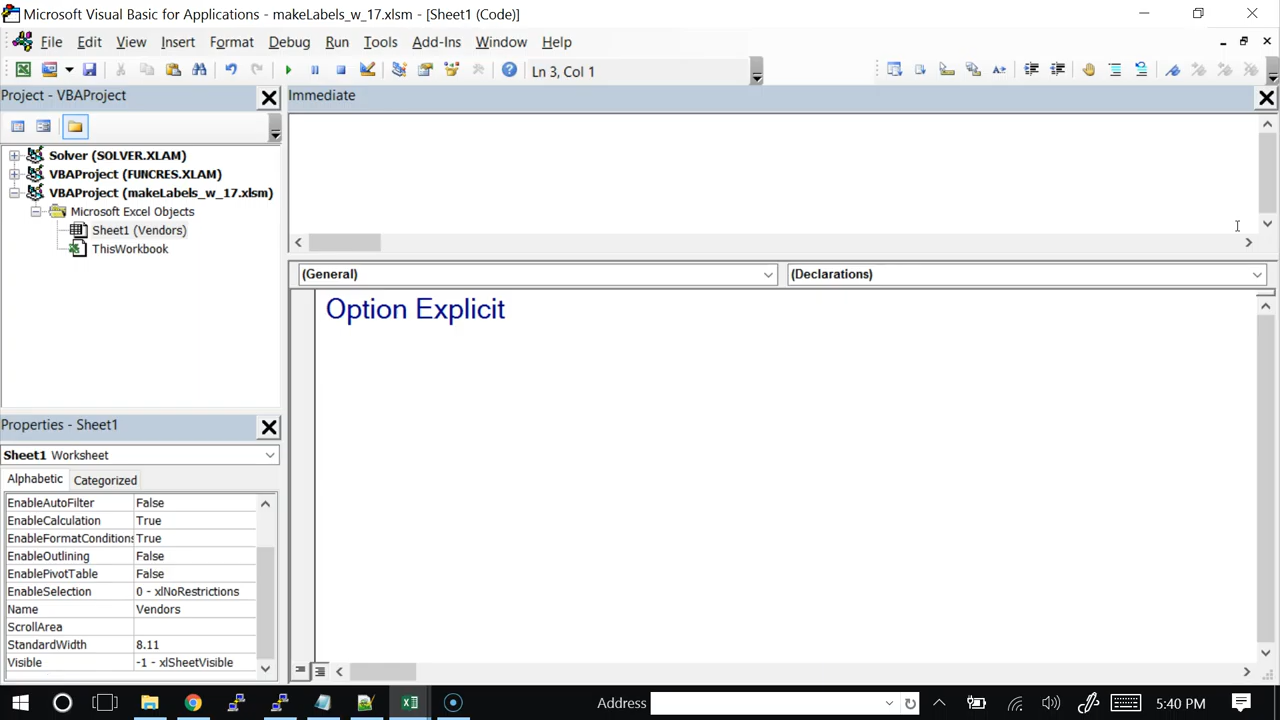 Microsoft Visual Basic for Applications - makeLabels_w_17.xlsm - [Sheet1 (Code)]
File Edit View Insert Format Debug Run Tools Add-Ins Window Help
Ln 3, Col 1
Project - VBAProject
Immediate
Solver (SOLVER.XLAM)
VBAProject (FUNCRES.XLAM)
VBAProject (makeLabels_w_17.xlsm)
Microsoft Excel Objects
Sheet1 (Vendors)
ThisWorkbook
(General) (Declarations)
Option Explicit
Properties - Sheet1
Sheet1 Worksheet
Alphabetic Categorized
EnableAutoFilter False
EnableCalculation True
EnableFormatConditions True
EnableOutlining False
EnablePivotTable False
EnableSelection 0 - xlNoRestrictions
Name Vendors
ScrollArea
StandardWidth 8.11
Visible -1 - xlSheetVisible
Address 5:40 PM